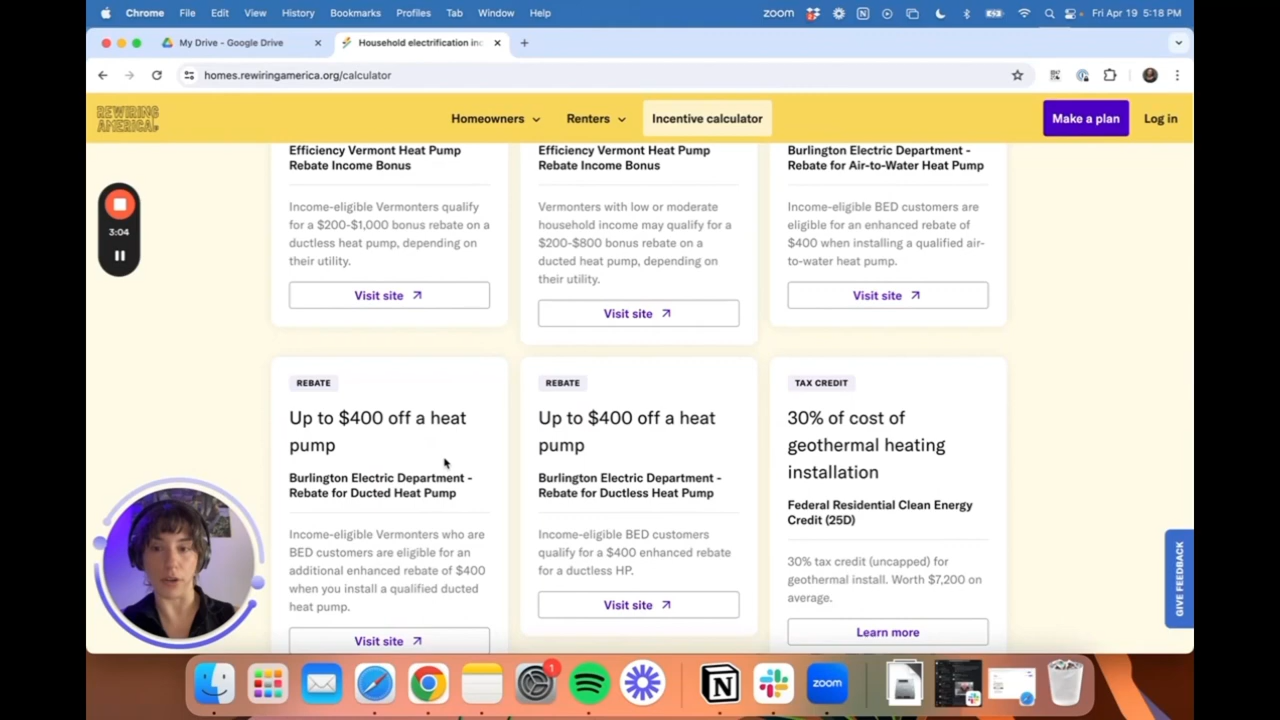 Chrome File Edit View History Bookmarks Profiles Tab Window Help zoom Fri Apr 19 5:18 PM
My Drive - Google Drive Household electrification inc
homes.rewiringamerica.org/calculator
REWIRING
AMERICA
Homeowners Renters Incentive calculator Make a plan Log in
3:04
Efficiency Vermont Heat Pump
Rebate Income Bonus
Income-eligible Vermonters qualify
for a $200-$1,000 bonus rebate on a
ductless heat pump, depending on
their utility.
Visit site
Efficiency Vermont Heat Pump
Rebate Income Bonus
Vermonters with low or moderate
household income may qualify for a
$200-$800 bonus rebate on a
ducted heat pump, depending on
their utility.
Visit site
Burlington Electric Department -
Rebate for Air-to-Water Heat Pump
Income-eligible BED customers are
eligible for an enhanced rebate of
$400 when installing a qualified air-
to-water heat pump.
Visit site
REBATE
Up to $400 off a heat
pump
Burlington Electric Department -
Rebate for Ducted Heat Pump
Income-eligible Vermonters who are
BED customers are eligible for an
additional enhanced rebate of $400
when you install a qualified ducted
heat pump.
Visit site
REBATE
Up to $400 off a heat
pump
Burlington Electric Department -
Rebate for Ductless Heat Pump
Income-eligible BED customers
qualify for a $400 enhanced rebate
for a ductless HP.
Visit site
TAX CREDIT
30% of cost of
geothermal heating
installation
Federal Residential Clean Energy
Credit (25D)
30% tax credit (uncapped) for
geothermal install. Worth $7,200 on
average.
Learn more
GIVE FEEDBACK
1
zoom